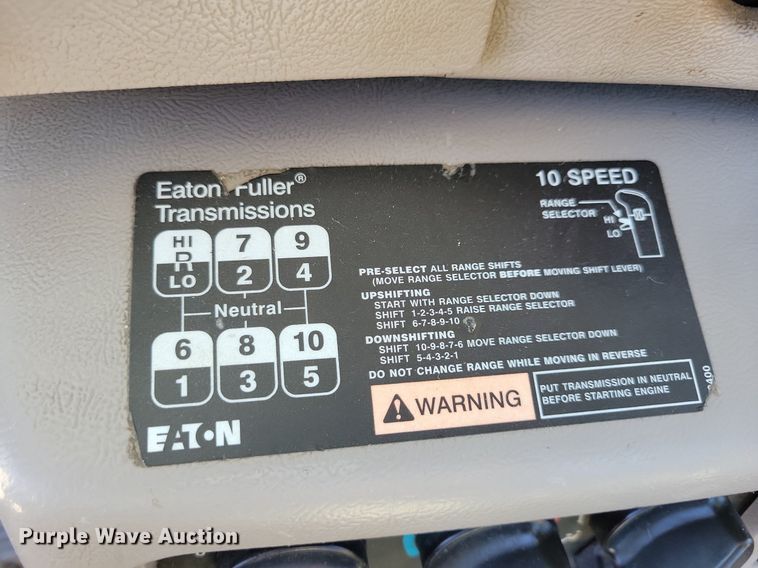 Eaton Fuller®
Transmissions
10 SPEED
RANGE
SELECTOR
HI
LO
HI 7 9
R
LO 2 4
Neutral
6 8 10
1 3 5
PRE-SELECT ALL RANGE SHIFTS
(MOVE RANGE SELECTOR BEFORE MOVING SHIFT LEVER)
UPSHIFTING
START WITH RANGE SELECTOR DOWN
SHIFT 1-2-3-4-5 RAISE RANGE SELECTOR
SHIFT 6-7-8-9-10
DOWNSHIFTING
SHIFT 10-9-8-7-6 MOVE RANGE SELECTOR DOWN
SHIFT 5-4-3-2-1
DO NOT CHANGE RANGE WHILE MOVING IN REVERSE
WARNING
PUT TRANSMISSION IN NEUTRAL
BEFORE STARTING ENGINE
EATON
Purple Wave Auction